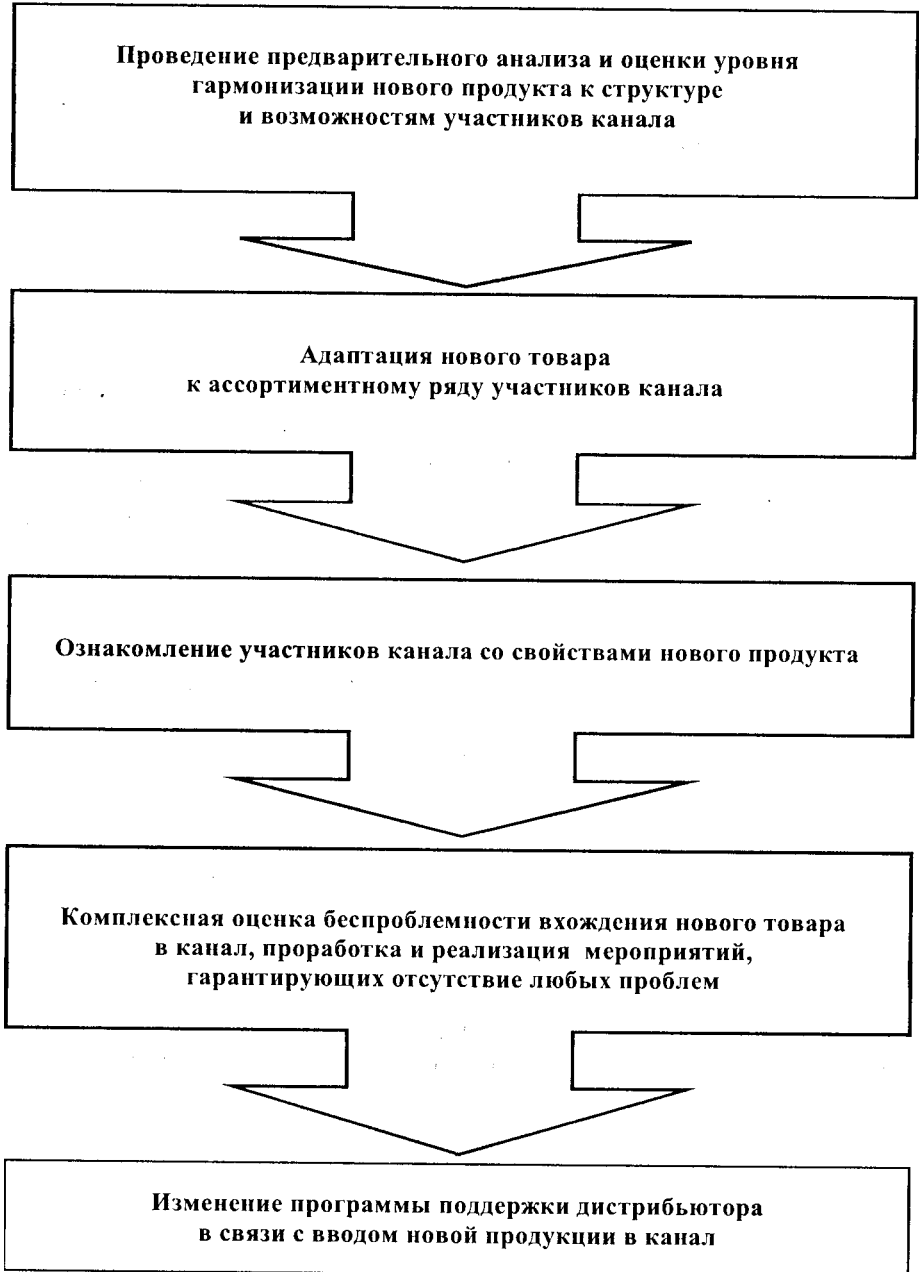 Проведение предварительного анализа и оценки уровня
гармонизации нового продукта к структуре
и возможностям участников канала
Адаптация нового товара
к ассортиментному ряду участников канала
Ознакомление участников канала со свойствами нового продукта
Комплексная оценка беспроблемности вхождения нового товара
в канал, проработка и реализация мероприятий,
гарантирующих отсутствие любых проблем
Изменение программы поддержки дистрибьютора
в связи с вводом новой продукции в канал